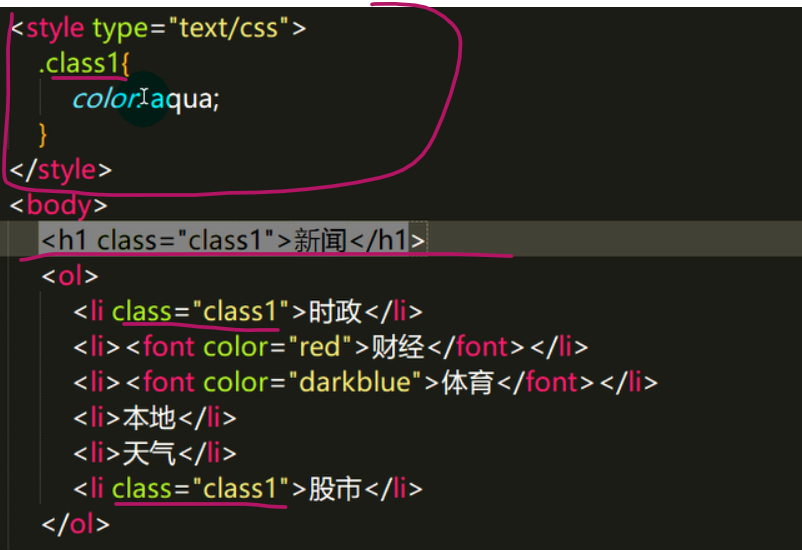 <style type="text/css">
.class1{
color:aqua;
}
</style>
<body>
<h1 class="class1">新闻</h1>
<ol>
<li class="class1">时政</li>
<li><font color="red">财经</font></li>
<li><font color="darkblue">体育</font></li>
<li>本地</li>
<li>天气</li>
<li class="class1">股市</li>
</ol>